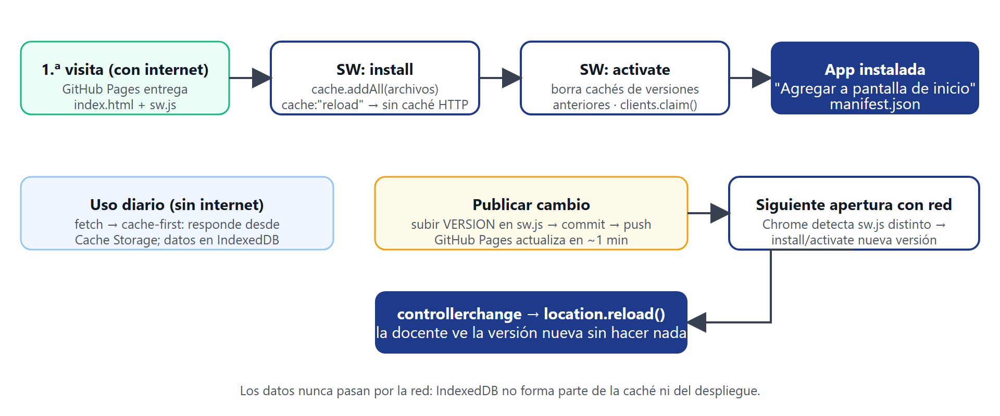 1.ª visita (con internet)
GitHub Pages entrega
index.html + sw.js
SW: install
cache.addAll(archivos)
cache:"reload" → sin caché HTTP
SW: activate
borra cachés de versiones
anteriores · clients.claim()
App instalada
"Agregar a pantalla de inicio"
manifest.json
Uso diario (sin internet)
fetch → cache-first: responde desde
Cache Storage; datos en IndexedDB
Publicar cambio
subir VERSION en sw.js → commit → push
GitHub Pages actualiza en ~1 min
Siguiente apertura con red
Chrome detecta sw.js distinto →
install/activate nueva versión
controllerchange → location.reload()
la docente ve la versión nueva sin hacer nada
Los datos nunca pasan por la red: IndexedDB no forma parte de la caché ni del despliegue.